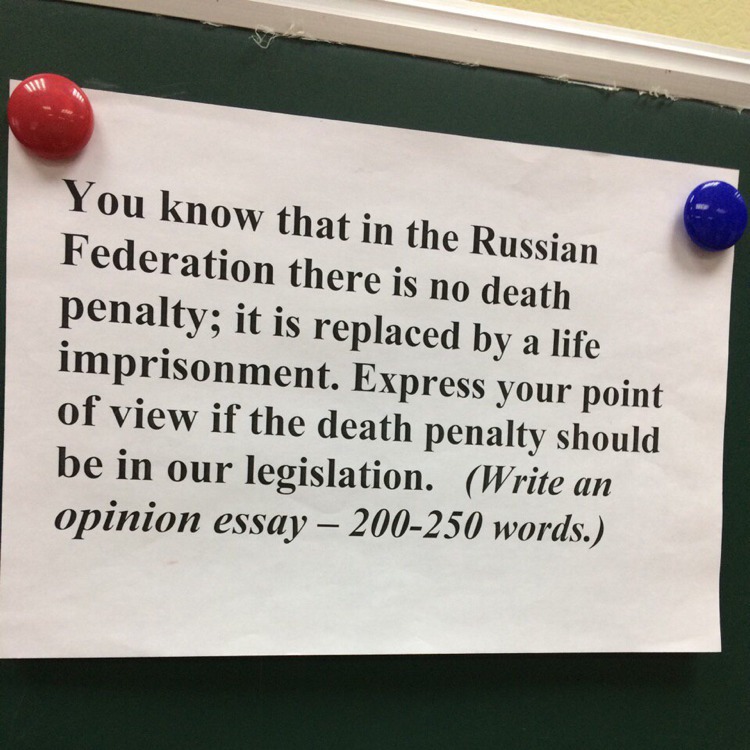 You know that in the Russian
Federation there is no death
penalty; it is replaced by a life
imprisonment. Express your point
of view if the death penalty should
be in our legislation. (Write an
opinion essay – 200-250 words.)